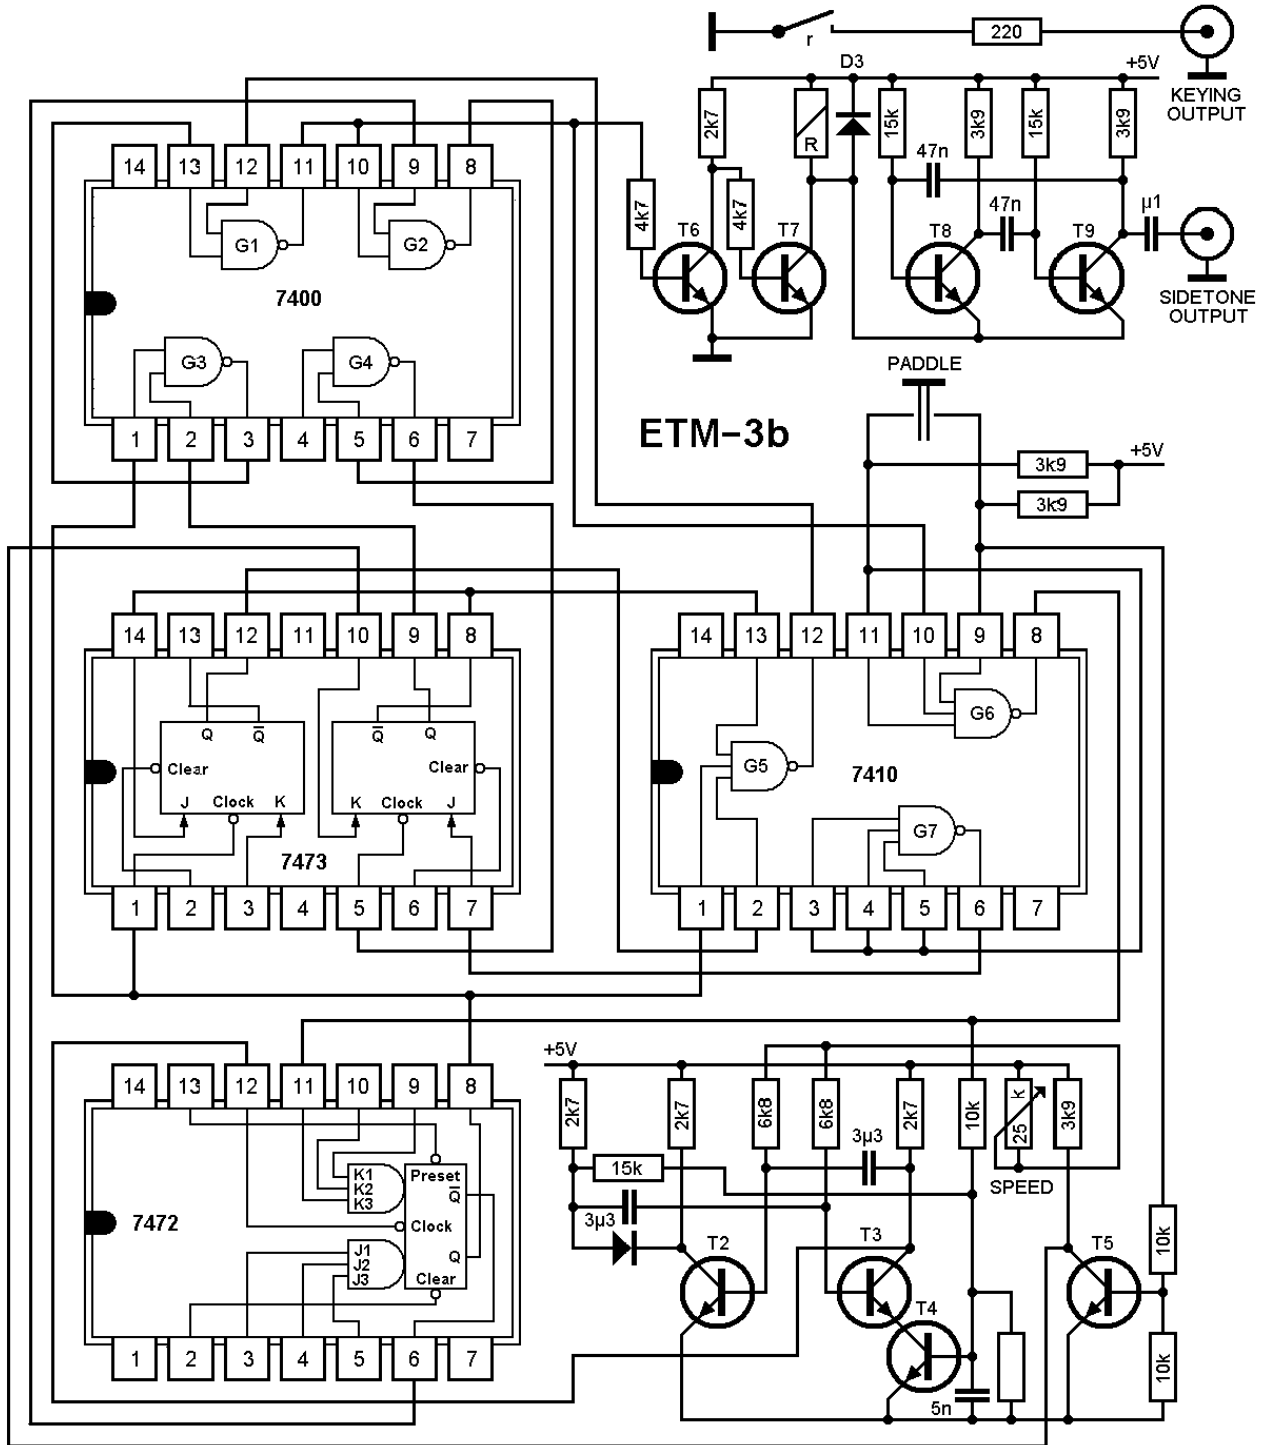 r
220
D3
+5V
KEYING
OUTPUT
2k7
R
15k
3k9
15k
3k9
47n
47n
µ1
4k7
4k7
T6
T7
T8
T9
SIDETONE
OUTPUT
14 13 12 11 10 9 8
G1
G2
7400
G3
G4
1 2 3 4 5 6 7
PADDLE
ETM–3b
+5V
3k9
3k9
14 13 12 11 10 9 8
Q Q Q Q
Clear
Clear
J Clock K
K Clock J
7473
1 2 3 4 5 6 7
14 13 12 11 10 9 8
G6
G5
7410
G7
1 2 3 4 5 6 7
14 13 12 11 10 9 8
K1
K2
K3
Preset
Q
7472
Clock
J1
J2
J3
Q
Clear
1 2 3 4 5 6 7
+5V
2k7
2k7
6k8
6k8
2k7
10k
25 k
3k9
3µ3
15k
SPEED
3µ3
T2
T3
T4
T5
10k
10k
5n